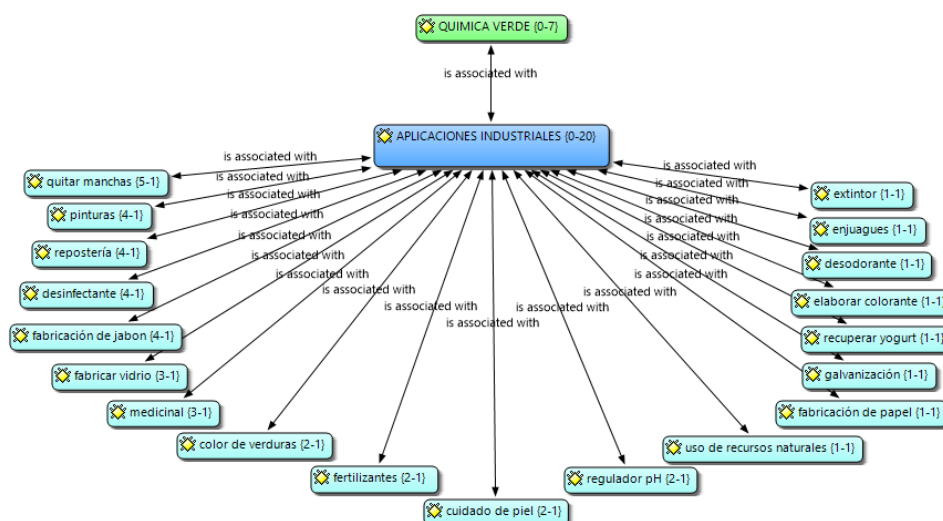 QUIMICA VERDE {0-7}
is associated with
APLICACIONES INDUSTRIALES {0-20}
is associated with
quitar manchas {5-1}
is associated with
pinturas {4-1}
is associated with
repostería {4-1}
is associated with
desinfectante {4-1}
is associated with
fabricación de jabon {4-1}
is associated with
fabricar vidrio {3-1}
is associated with
medicinal {3-1}
is associated with
color de verduras {2-1}
is associated with
fertilizantes {2-1}
is associated with
cuidado de piel {2-1}
is associated with
regulador pH {2-1}
is associated with
uso de recursos naturales {1-1}
is associated with
fabricación de papel {1-1}
is associated with
galvanización {1-1}
is associated with
recuperar yogurt {1-1}
is associated with
elaborar colorante {1-1}
is associated with
desodorante {1-1}
is associated with
enjuagues {1-1}
is associated with
extintor {1-1}